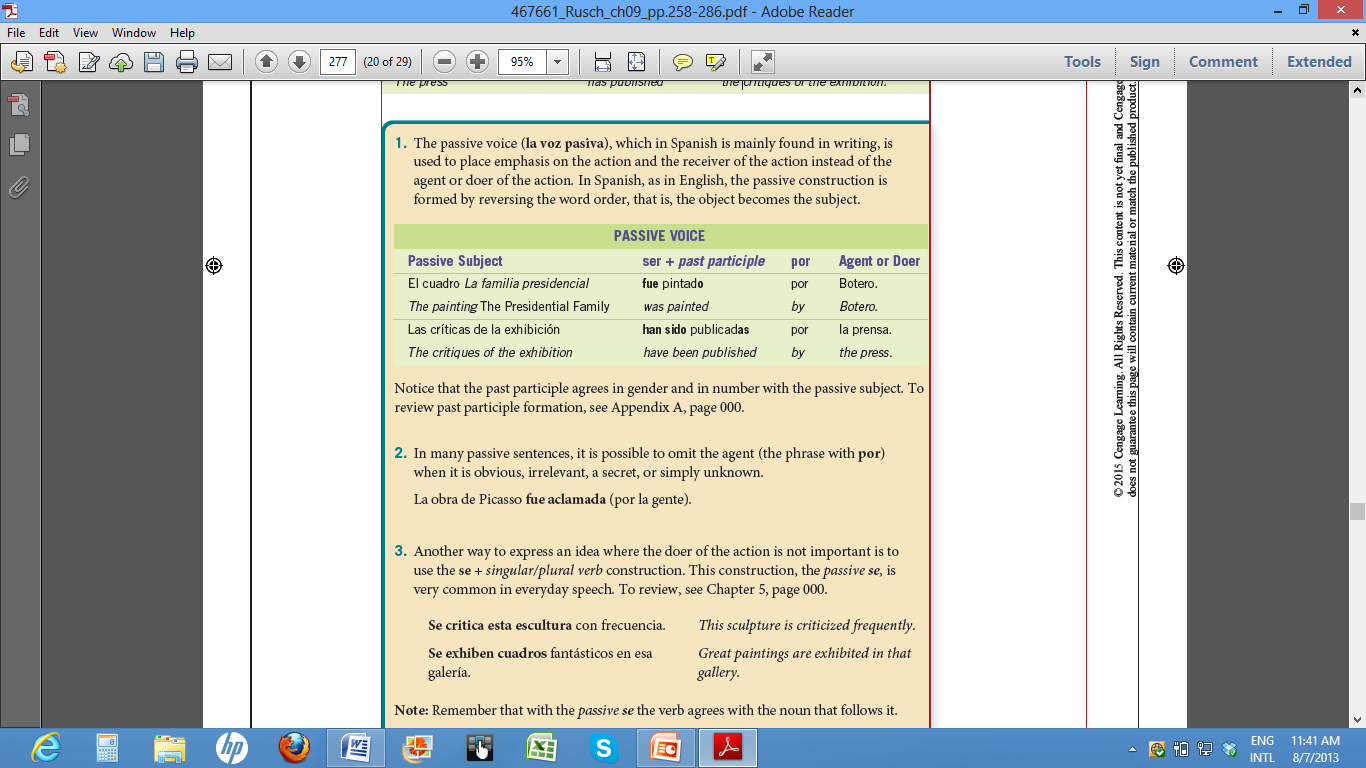 467661_Rusch_ch09_pp.258-286.pdf - Adobe Reader
File Edit View Window Help
277 (20 of 29) 95% Tools Sign Comment Extended
The press has published the critiques of the exhibition.
1. The passive voice (la voz pasiva), which in Spanish is mainly found in writing, is
used to place emphasis on the action and the receiver of the action instead of the
agent or doer of the action. In Spanish, as in English, the passive construction is
formed by reversing the word order, that is, the object becomes the subject.
PASSIVE VOICE
Passive Subject ser + past participle por Agent or Doer
El cuadro La familia presidencial fue pintado por Botero.
The painting The Presidential Family was painted by Botero.
Las críticas de la exhibición han sido publicadas por la prensa.
The critiques of the exhibition have been published by the press.
Notice that the past participle agrees in gender and in number with the passive subject. To
review past participle formation, see Appendix A, page 000.
2. In many passive sentences, it is possible to omit the agent (the phrase with por)
when it is obvious, irrelevant, a secret, or simply unknown.
La obra de Picasso fue aclamada (por la gente).
3. Another way to express an idea where the doer of the action is not important is to
use the se + singular/plural verb construction. This construction, the passive se, is
very common in everyday speech. To review, see Chapter 5, page 000.
Se critica esta escultura con frecuencia. This sculpture is criticized frequently.
Se exhiben cuadros fantásticos en esa Great paintings are exhibited in that
galería. gallery.
Note: Remember that with the passive se the verb agrees with the noun that follows it.
© 2015 Cengage Learning. All Rights Reserved. This content is not yet final and Cengage
does not guarantee this page will contain current material or match the published product.
ENG 11:41 AM
INTL 8/7/2013